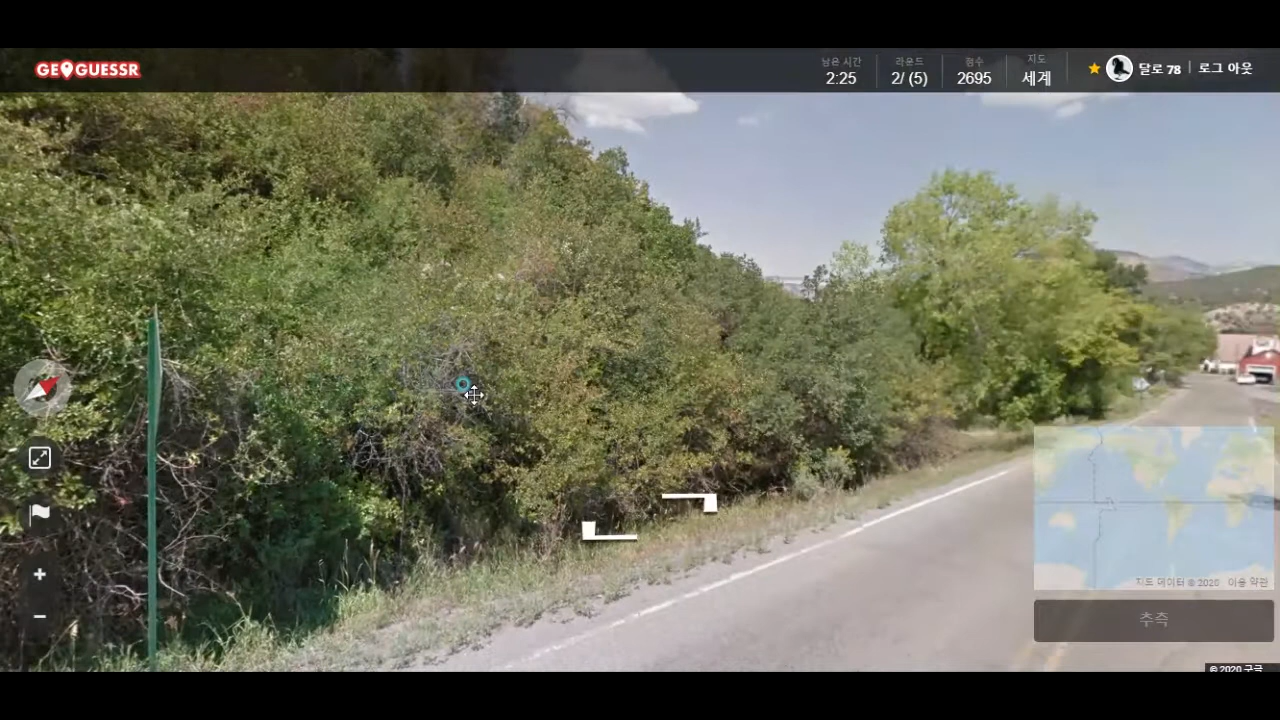 GEOGUESSR
남은 시간
2:25
라운드
2/ (5)
점수
2695
지도
세계
달로 78
로그 아웃
지도 데이터 © 2020 이용 약관
추측
© 2020 구글